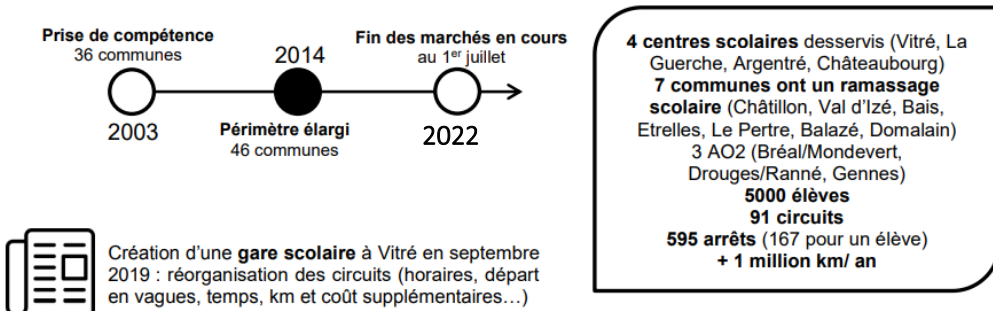 Prise de compétence
36 communes
2003
2014
Périmètre élargi
46 communes
Fin des marchés en cours
au 1er juillet
2022
4 centres scolaires desservis (Vitré, La
Guerche, Argentré, Châteaubourg)
7 communes ont un ramassage
scolaire (Châtillon, Val d’Izé, Bais,
Etrelles, Le Pertre, Balazé, Domalain)
3 AO2 (Bréal/Mondevert,
Drouges/Ranné, Gennes)
5000 élèves
91 circuits
595 arrêts (167 pour un élève)
+ 1 million km/ an
Création d’une gare scolaire à Vitré en septembre
2019 : réorganisation des circuits (horaires, départ
en vagues, temps, km et coût supplémentaires…)